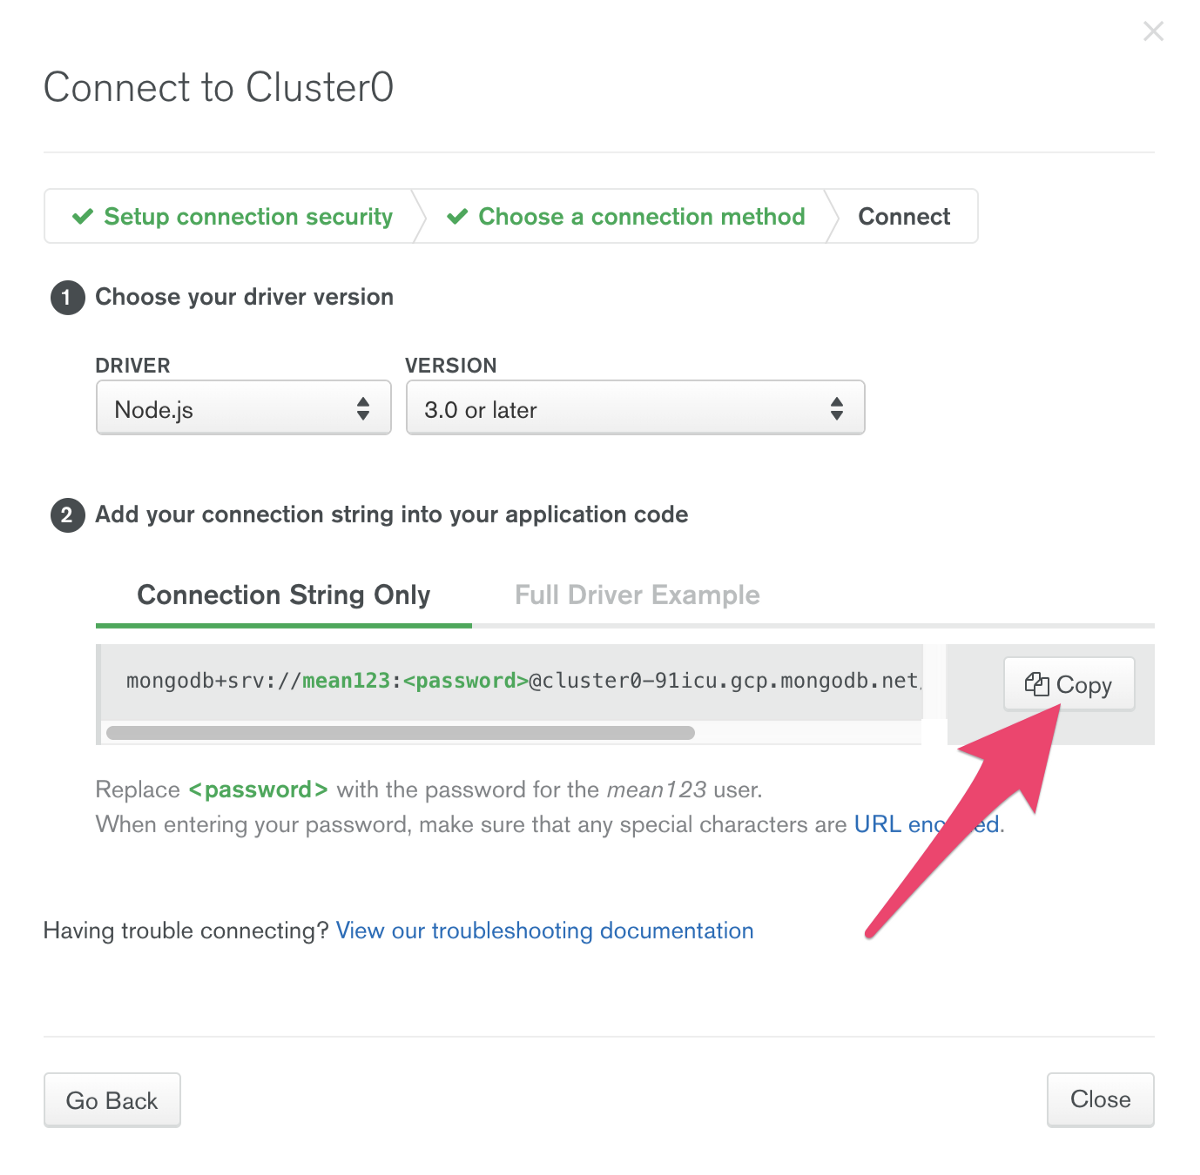 Connect to Cluster0
Setup connection security
Choose a connection method
Connect
1 Choose your driver version
DRIVER
VERSION
Node.js
3.0 or later
2 Add your connection string into your application code
Connection String Only
Full Driver Example
mongodb+srv://mean123:<password>@cluster0-91icu.gcp.mongodb.net
Copy
Replace <password> with the password for the mean123 user.
When entering your password, make sure that any special characters are URL
Having trouble connecting? View our troubleshooting documentation
Go Back
Close